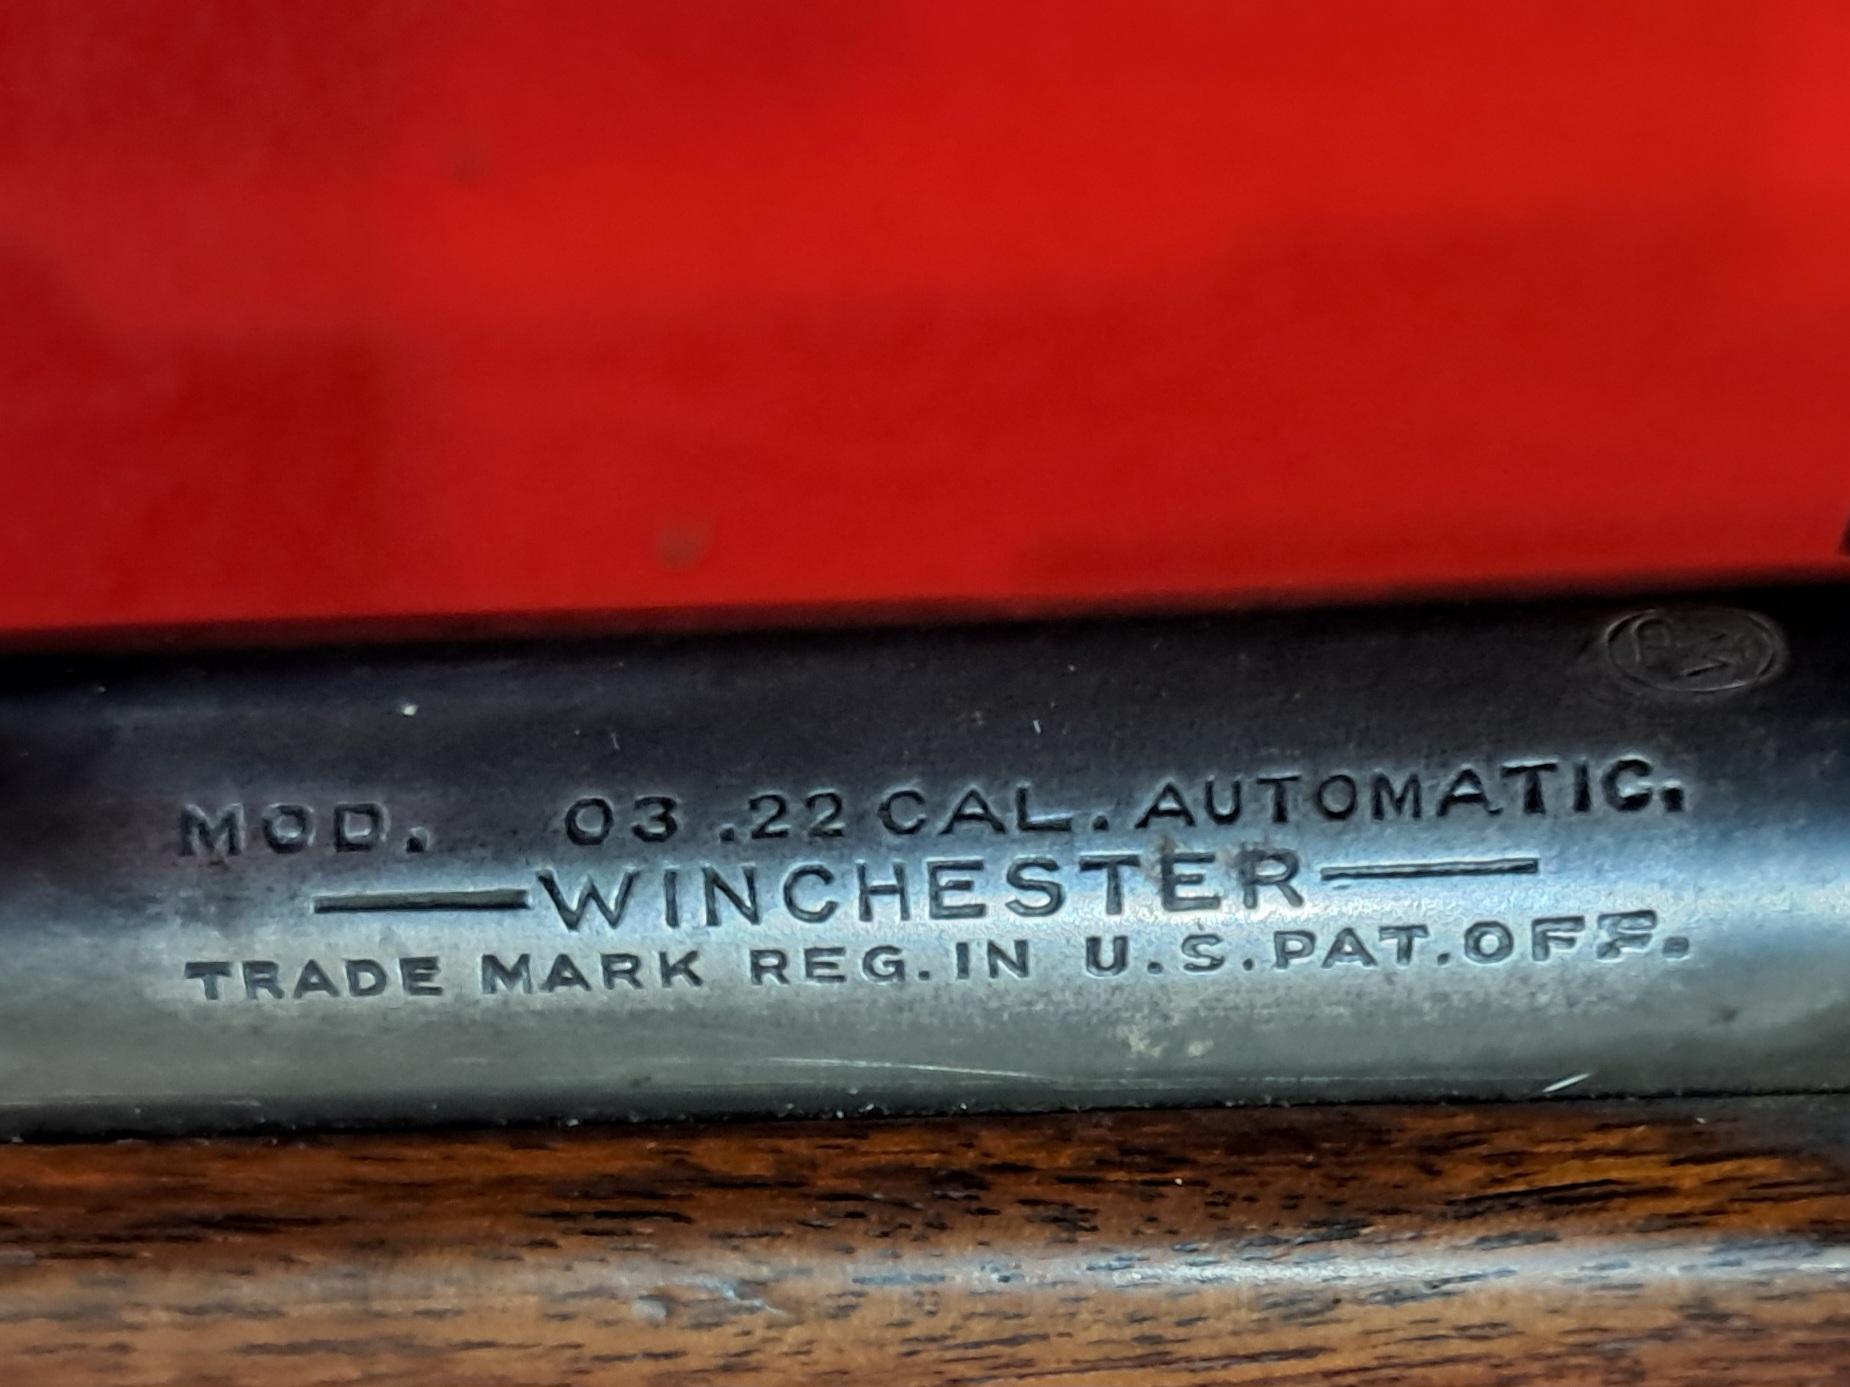 MOD. 03 .22 CAL. AUTOMATIC.
—WINCHESTER—
TRADE MARK REG. IN U.S. PAT. OFF.